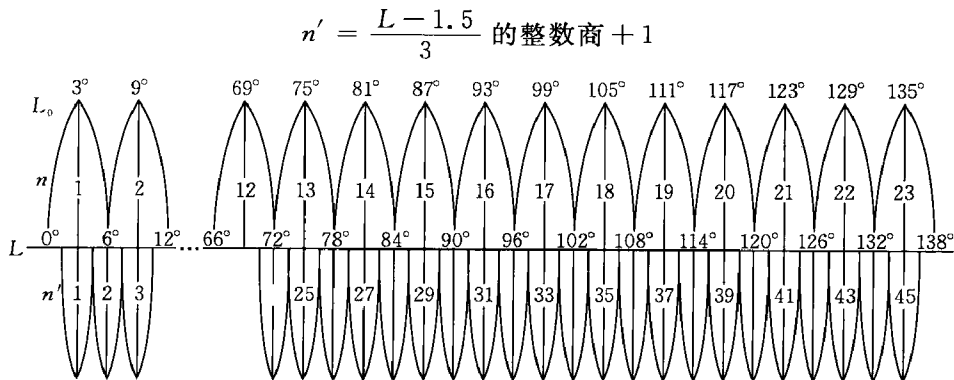 n′ = (L − 1.5)/3 的整数商 + 1
3° 9° 69° 75° 81° 87° 93° 99° 105° 111° 117° 123° 129° 135°
L₀
n 1 2 12 13 14 15 16 17 18 19 20 21 22 23
0° 6° 12° 66° 72° 78° 84° 90° 96° 102° 108° 114° 120° 126° 132° 138°
L
n′ 1 2 3 25 27 29 31 33 35 37 39 41 43 45